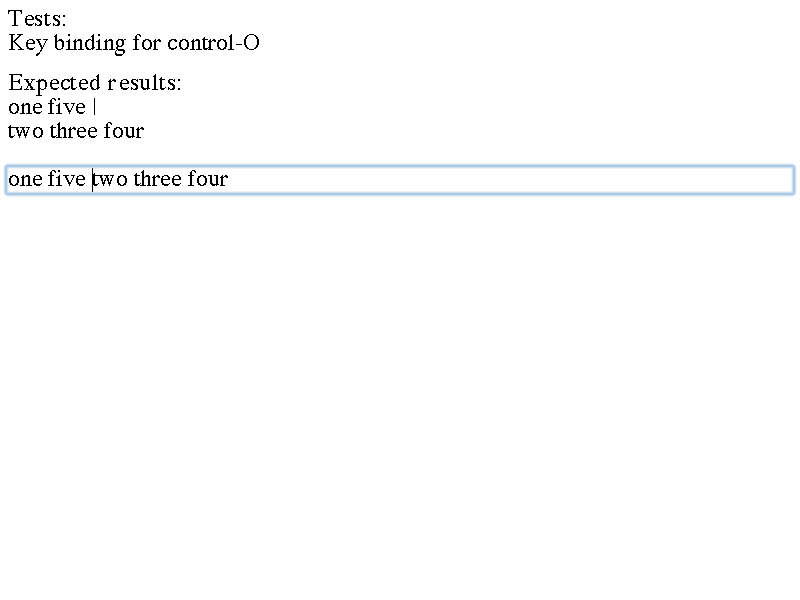 Tests:
Key binding for control-O
Expected results:
one five |
two three four
one five two three four